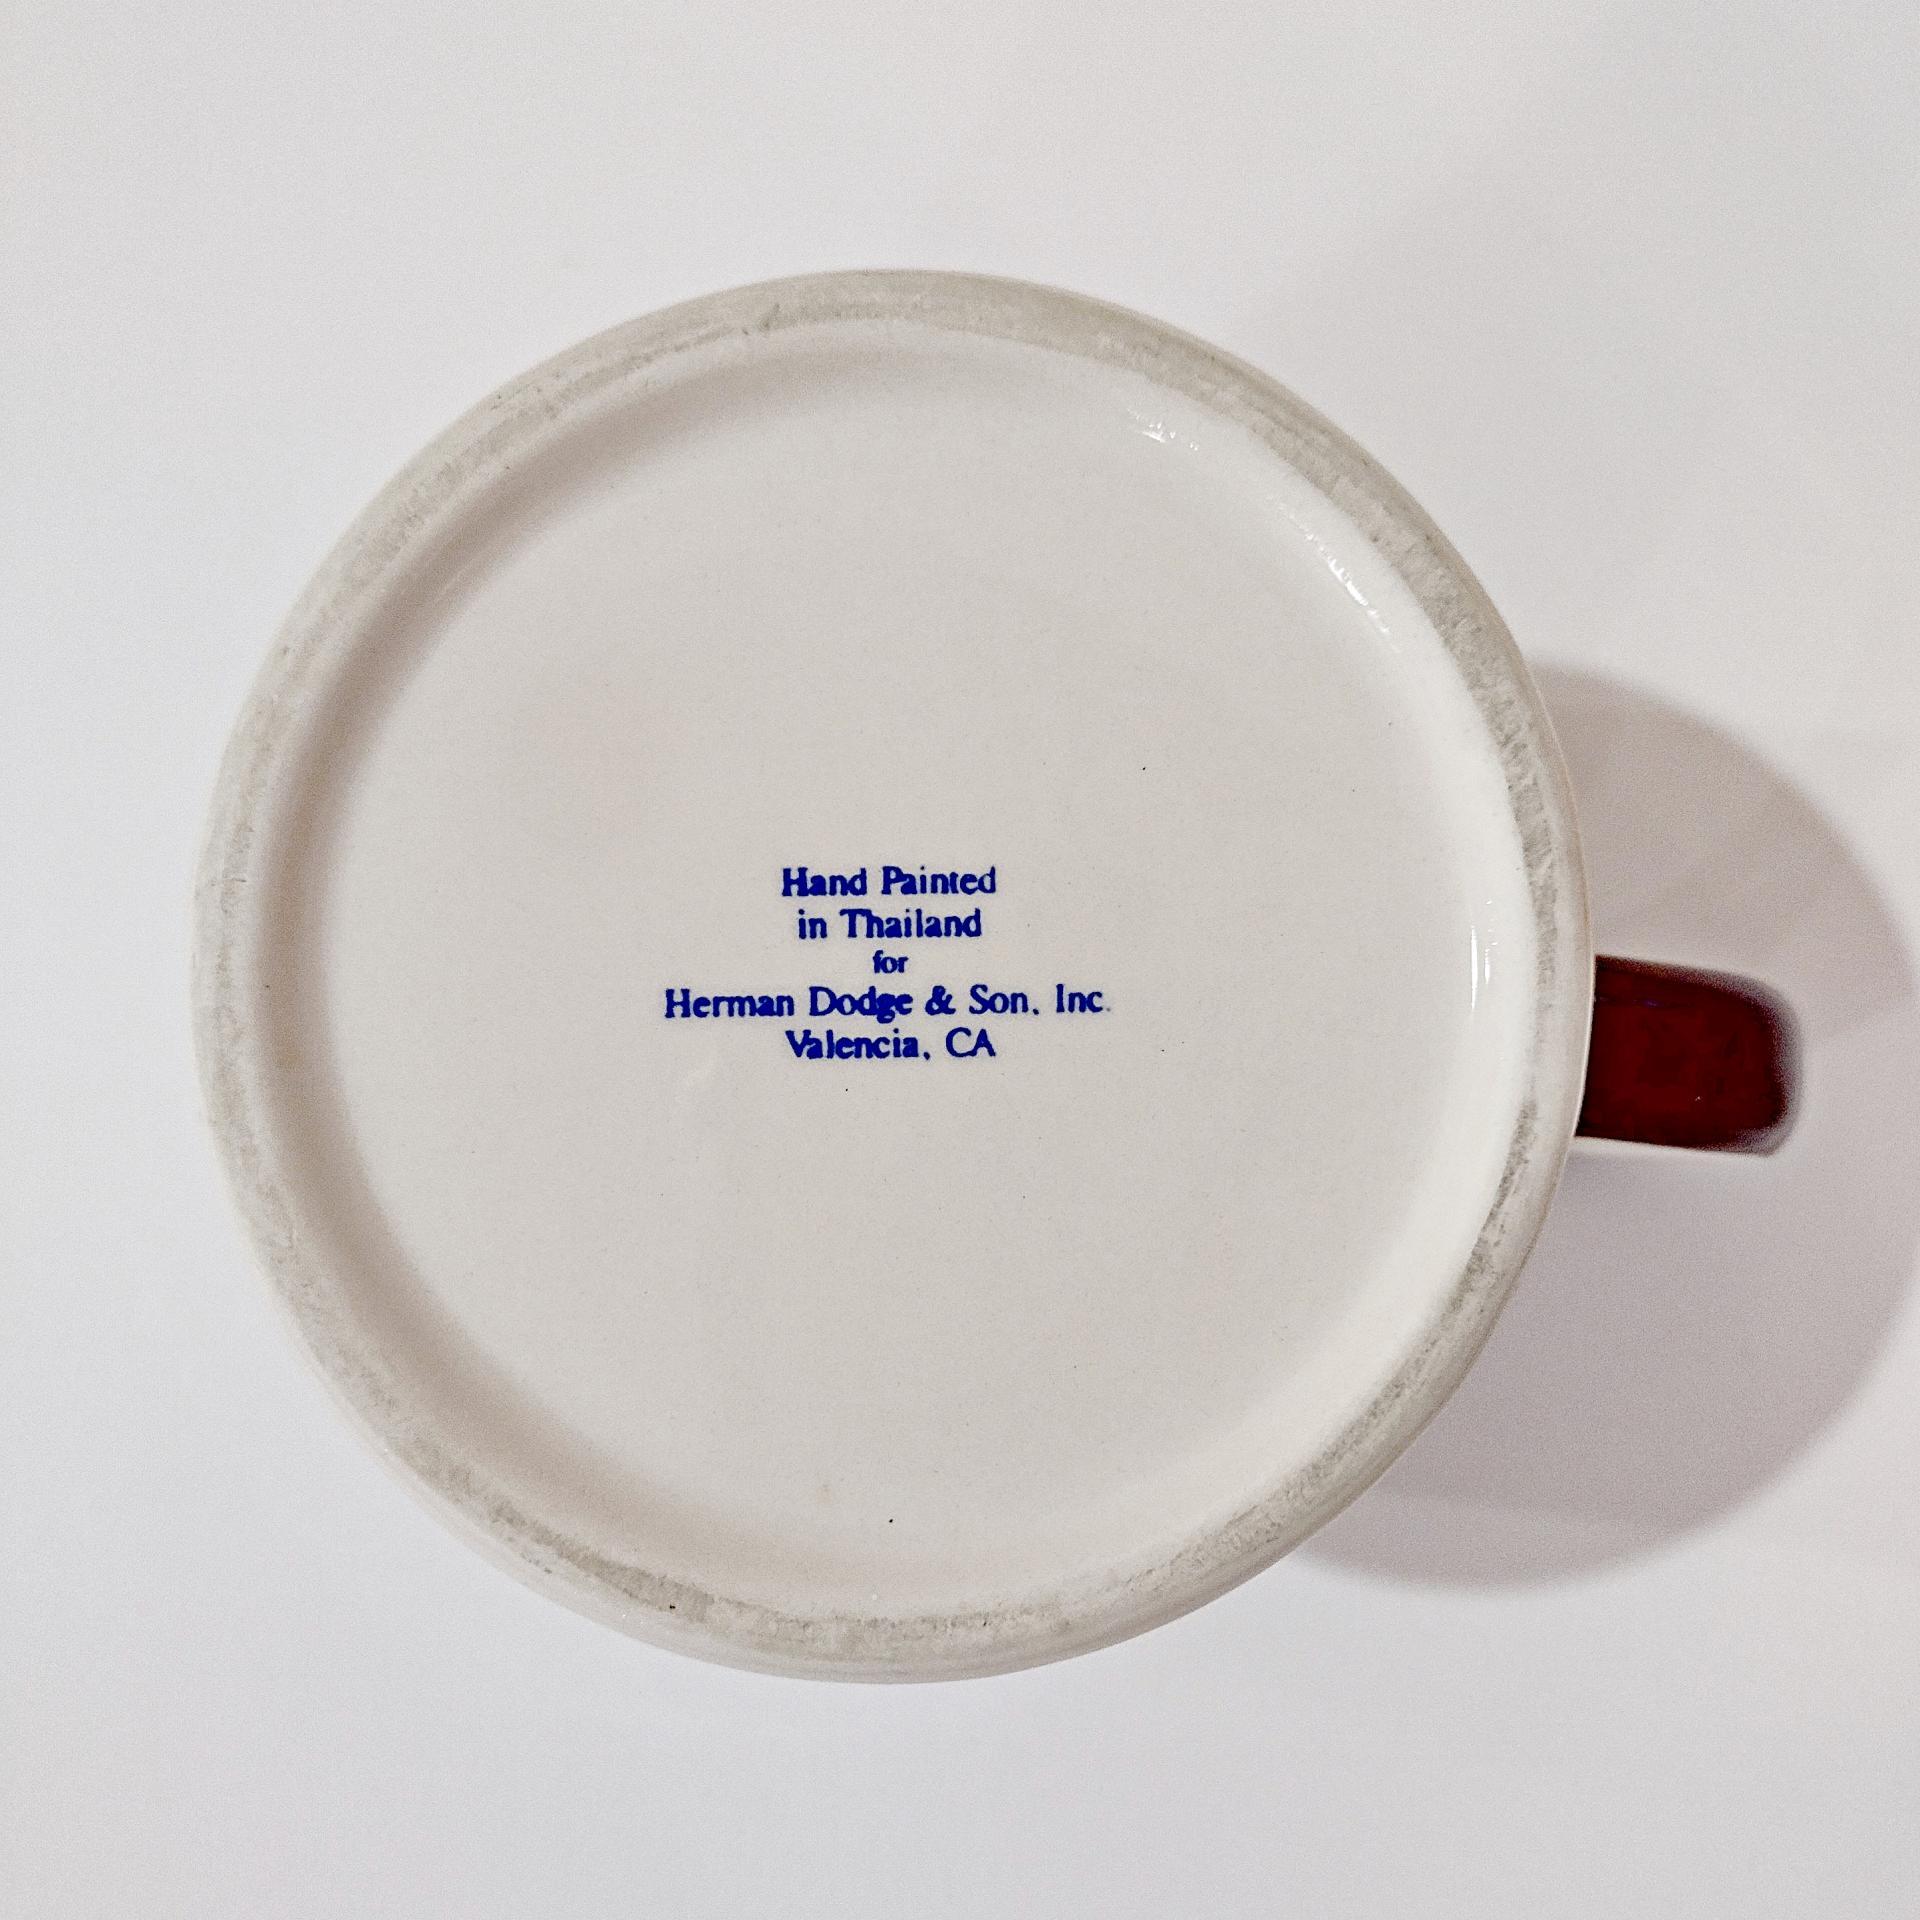 Hand Painted
in Thailand
for
Herman Dodge & Son, Inc.
Valencia, CA